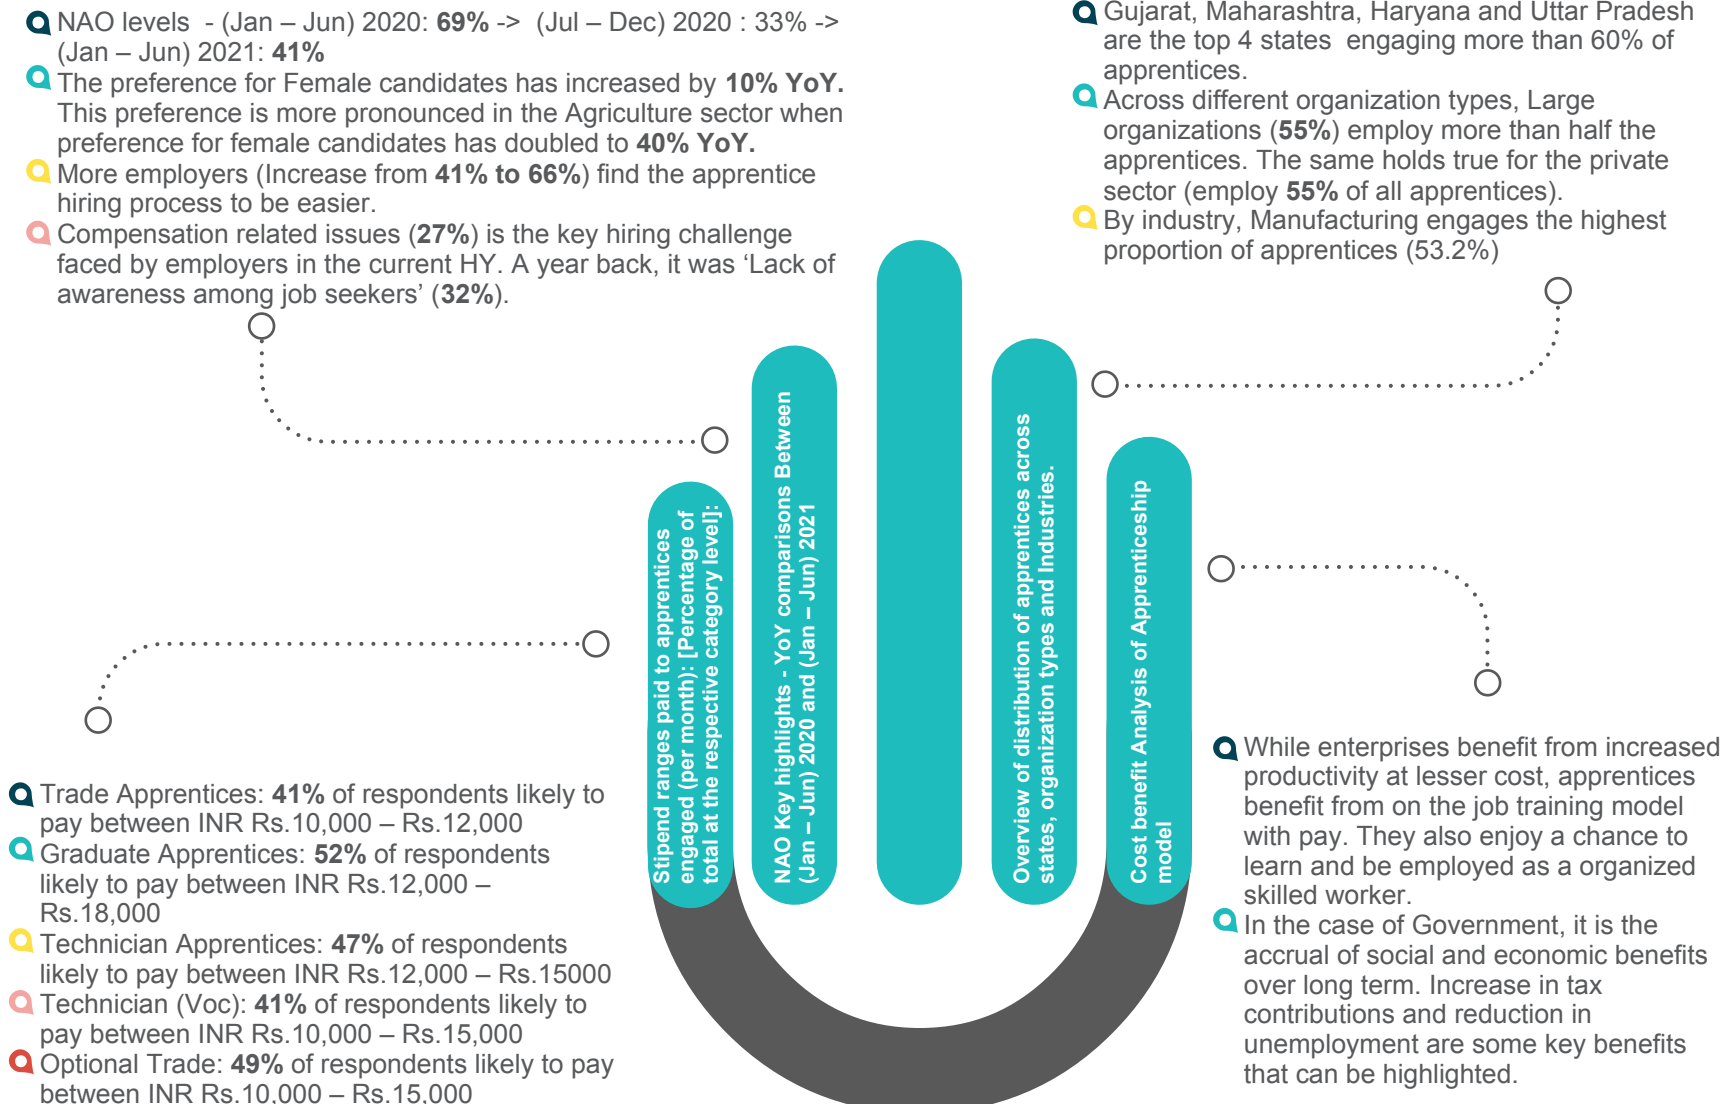 NAO levels  - (Jan – Jun) 2020: 69% ->  (Jul – Dec) 2020 : 33% ->
(Jan – Jun) 2021: 41%
The preference for Female candidates has increased by 10% YoY.
This preference is more pronounced in the Agriculture sector when
preference for female candidates has doubled to 40% YoY.
More employers (Increase from 41% to 66%) find the apprentice
hiring process to be easier.
Compensation related issues (27%) is the key hiring challenge
faced by employers in the current HY. A year back, it was ‘Lack of
awareness among job seekers’ (32%).
Gujarat, Maharashtra, Haryana and Uttar Pradesh
are the top 4 states  engaging more than 60% of
apprentices.
Across different organization types, Large
organizations (55%) employ more than half the
apprentices. The same holds true for the private
sector (employ 55% of all apprentices).
By industry, Manufacturing engages the highest
proportion of apprentices (53.2%)
Stipend ranges paid to apprentices
engaged (per month): [Percentage of
total at the respective category level]:
NAO Key highlights - YoY comparisons Between
(Jan – Jun) 2020 and (Jan – Jun) 2021
Overview of distribution of apprentices across
states, organization types and Industries.
Cost benefit Analysis of Apprenticeship
model
Trade Apprentices: 41% of respondents likely to
pay between INR Rs.10,000 – Rs.12,000
Graduate Apprentices: 52% of respondents
likely to pay between INR Rs.12,000 –
Rs.18,000
Technician Apprentices: 47% of respondents
likely to pay between INR Rs.12,000 – Rs.15000
Technician (Voc): 41% of respondents likely to
pay between INR Rs.10,000 – Rs.15,000
Optional Trade: 49% of respondents likely to pay
between INR Rs.10,000 – Rs.15,000
While enterprises benefit from increased
productivity at lesser cost, apprentices
benefit from on the job training model
with pay. They also enjoy a chance to
learn and be employed as a organized
skilled worker.
In the case of Government, it is the
accrual of social and economic benefits
over long term. Increase in tax
contributions and reduction in
unemployment are some key benefits
that can be highlighted.